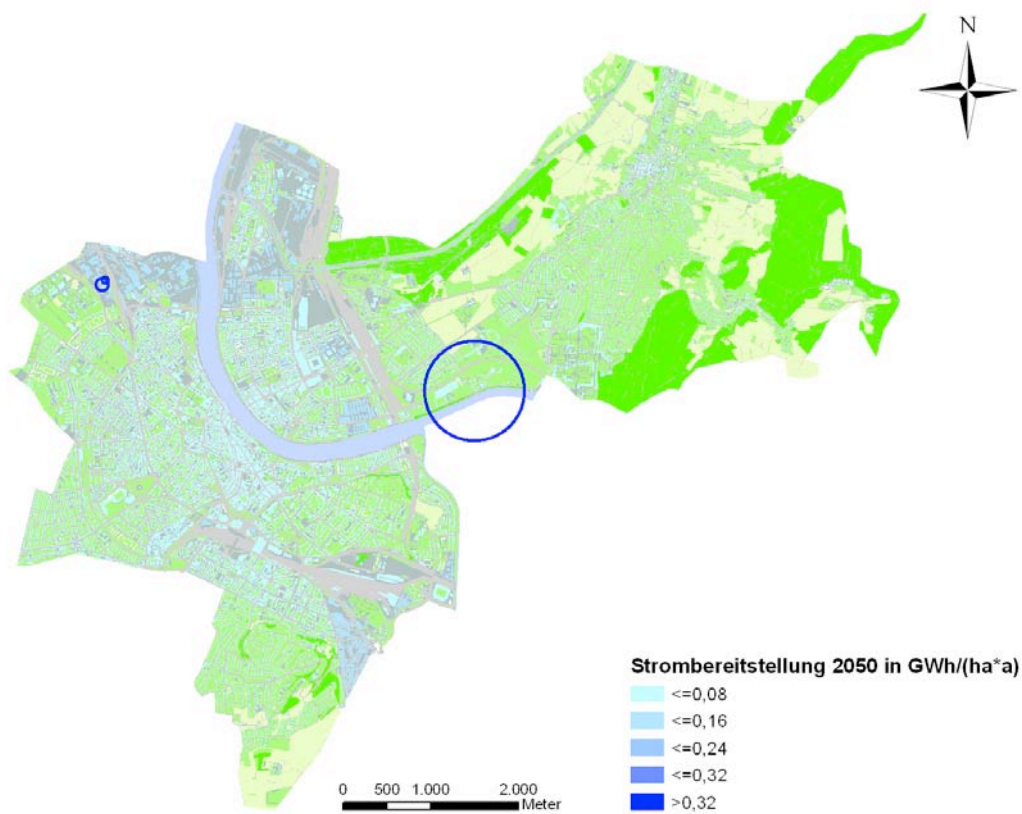 N
Strombereitstellung 2050 in GWh/(ha*a)
<=0,08
<=0,16
<=0,24
<=0,32
>0,32
0 500 1.000 2.000
Meter